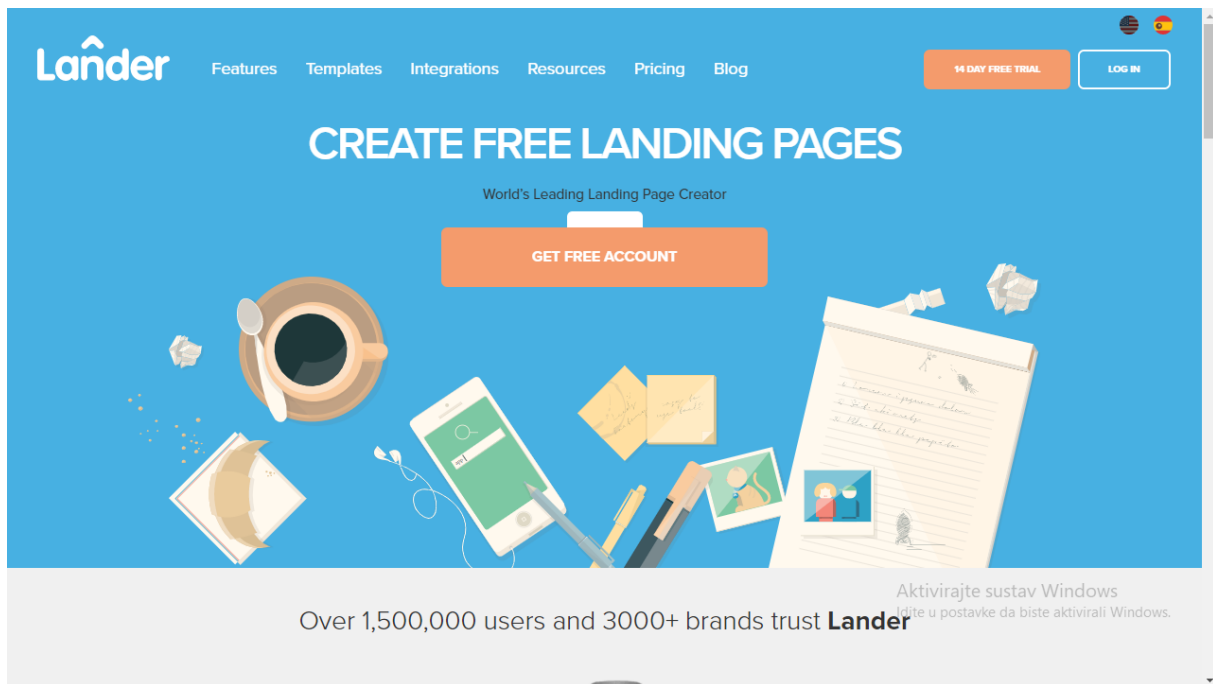 Lander
Features Templates Integrations Resources Pricing Blog
14 DAY FREE TRIAL
LOG IN
CREATE FREE LANDING PAGES
World's Leading Landing Page Creator
GET FREE ACCOUNT
Over 1,500,000 users and 3000+ brands trust Lander
Aktivirajte sustav Windows
Idite u postavke da biste aktivirali Windows.